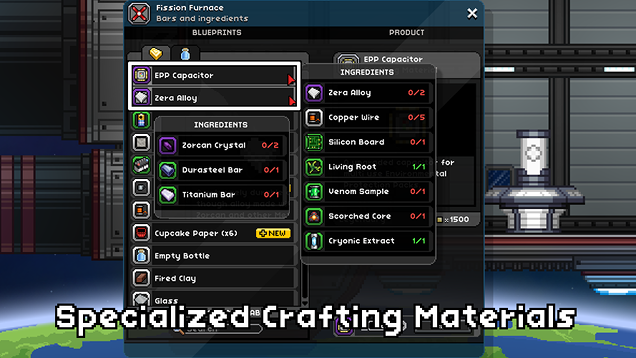 Fission Furnace
Bars and ingredients
BLUEPRINTS
PRODUCT
EPP Capacitor
Zera Alloy
EPP Capacitor
INGREDIENTS
Zorcan Crystal 0/2
Durasteel Bar 0/1
Titanium Bar 0/1
INGREDIENTS
Zera Alloy 0/2
Copper Wire 0/5
Silicon Board 0/1
Living Root 1/1
Venom Sample 0/1
Scorched Core 0/1
Cryonic Extract 1/1
for
x1500
Cupcake Paper (x6) NEW
Empty Bottle
Fired Clay
Glass
Search
Specialized Crafting Materials